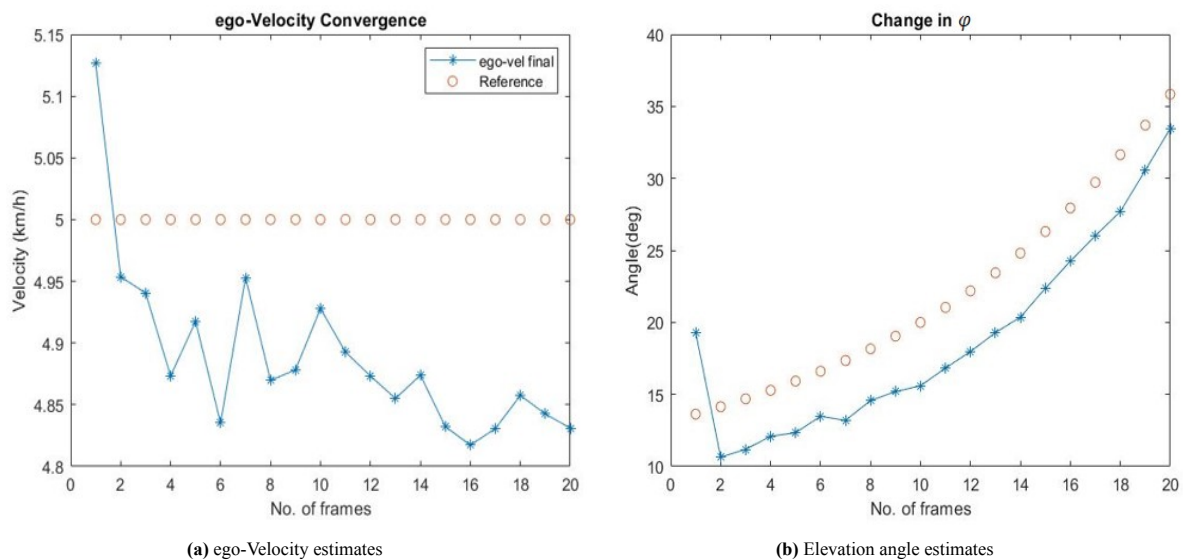 ego-Velocity Convergence
5.15
5.1
5.05
5
4.95
4.9
4.85
4.8
Velocity (km/h)
ego-vel final
Reference
0 2 4 6 8 10 12 14 16 18 20
No. of frames
(a) ego-Velocity estimates
Change in φ
40
35
30
25
20
15
10
Angle(deg)
0 2 4 6 8 10 12 14 16 18 20
No. of frames
(b) Elevation angle estimates